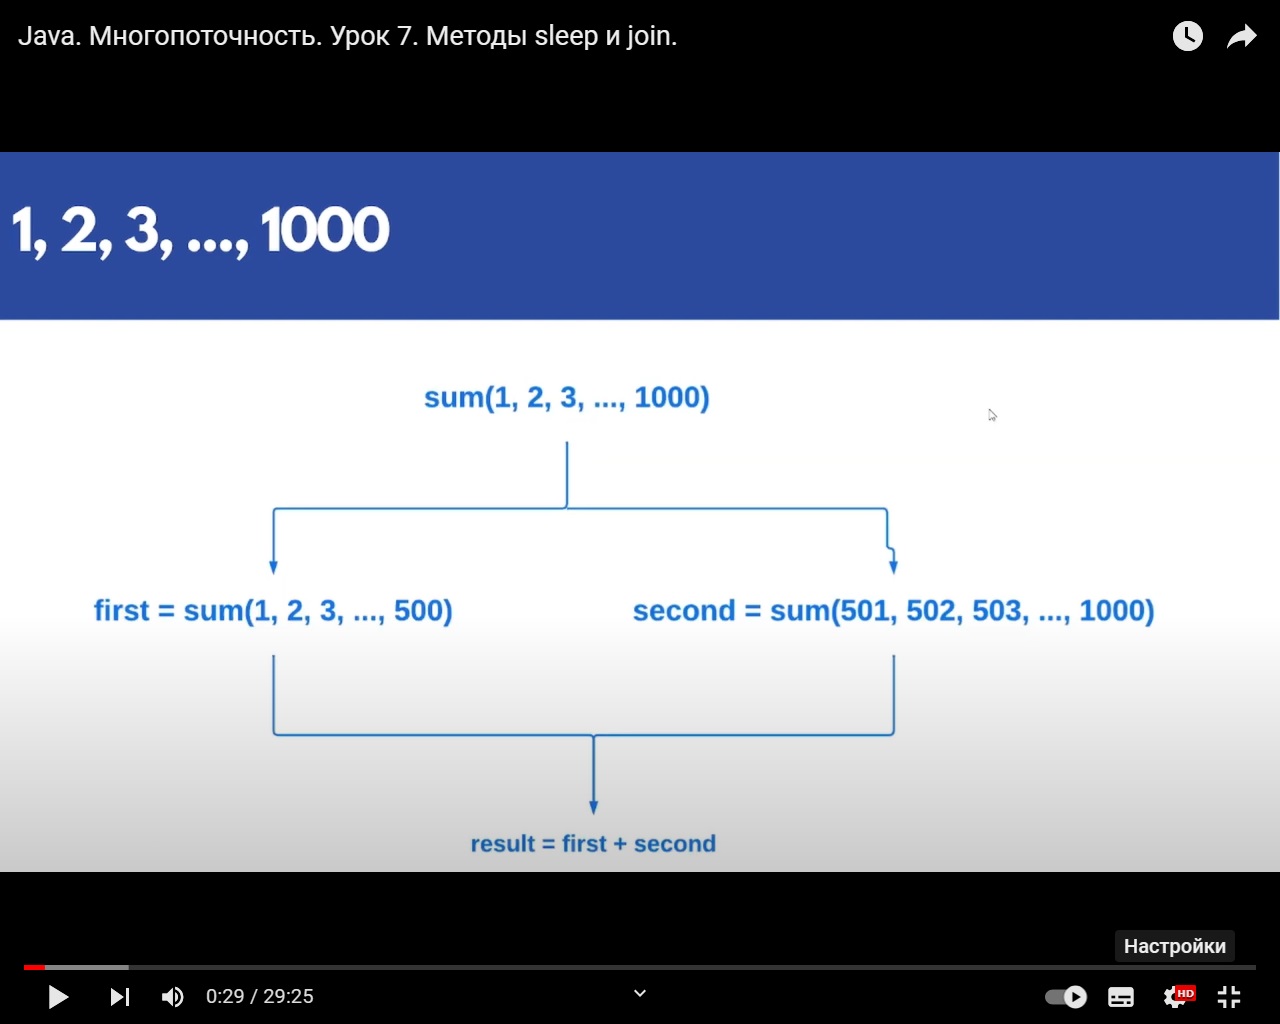 Java. Многопоточность. Урок 7. Методы sleep и join.
1, 2, 3, ..., 1000
sum(1, 2, 3, ..., 1000)
first = sum(1, 2, 3, ..., 500)
second = sum(501, 502, 503, ..., 1000)
result = first + second
Настройки
0:29 / 29:25
HD